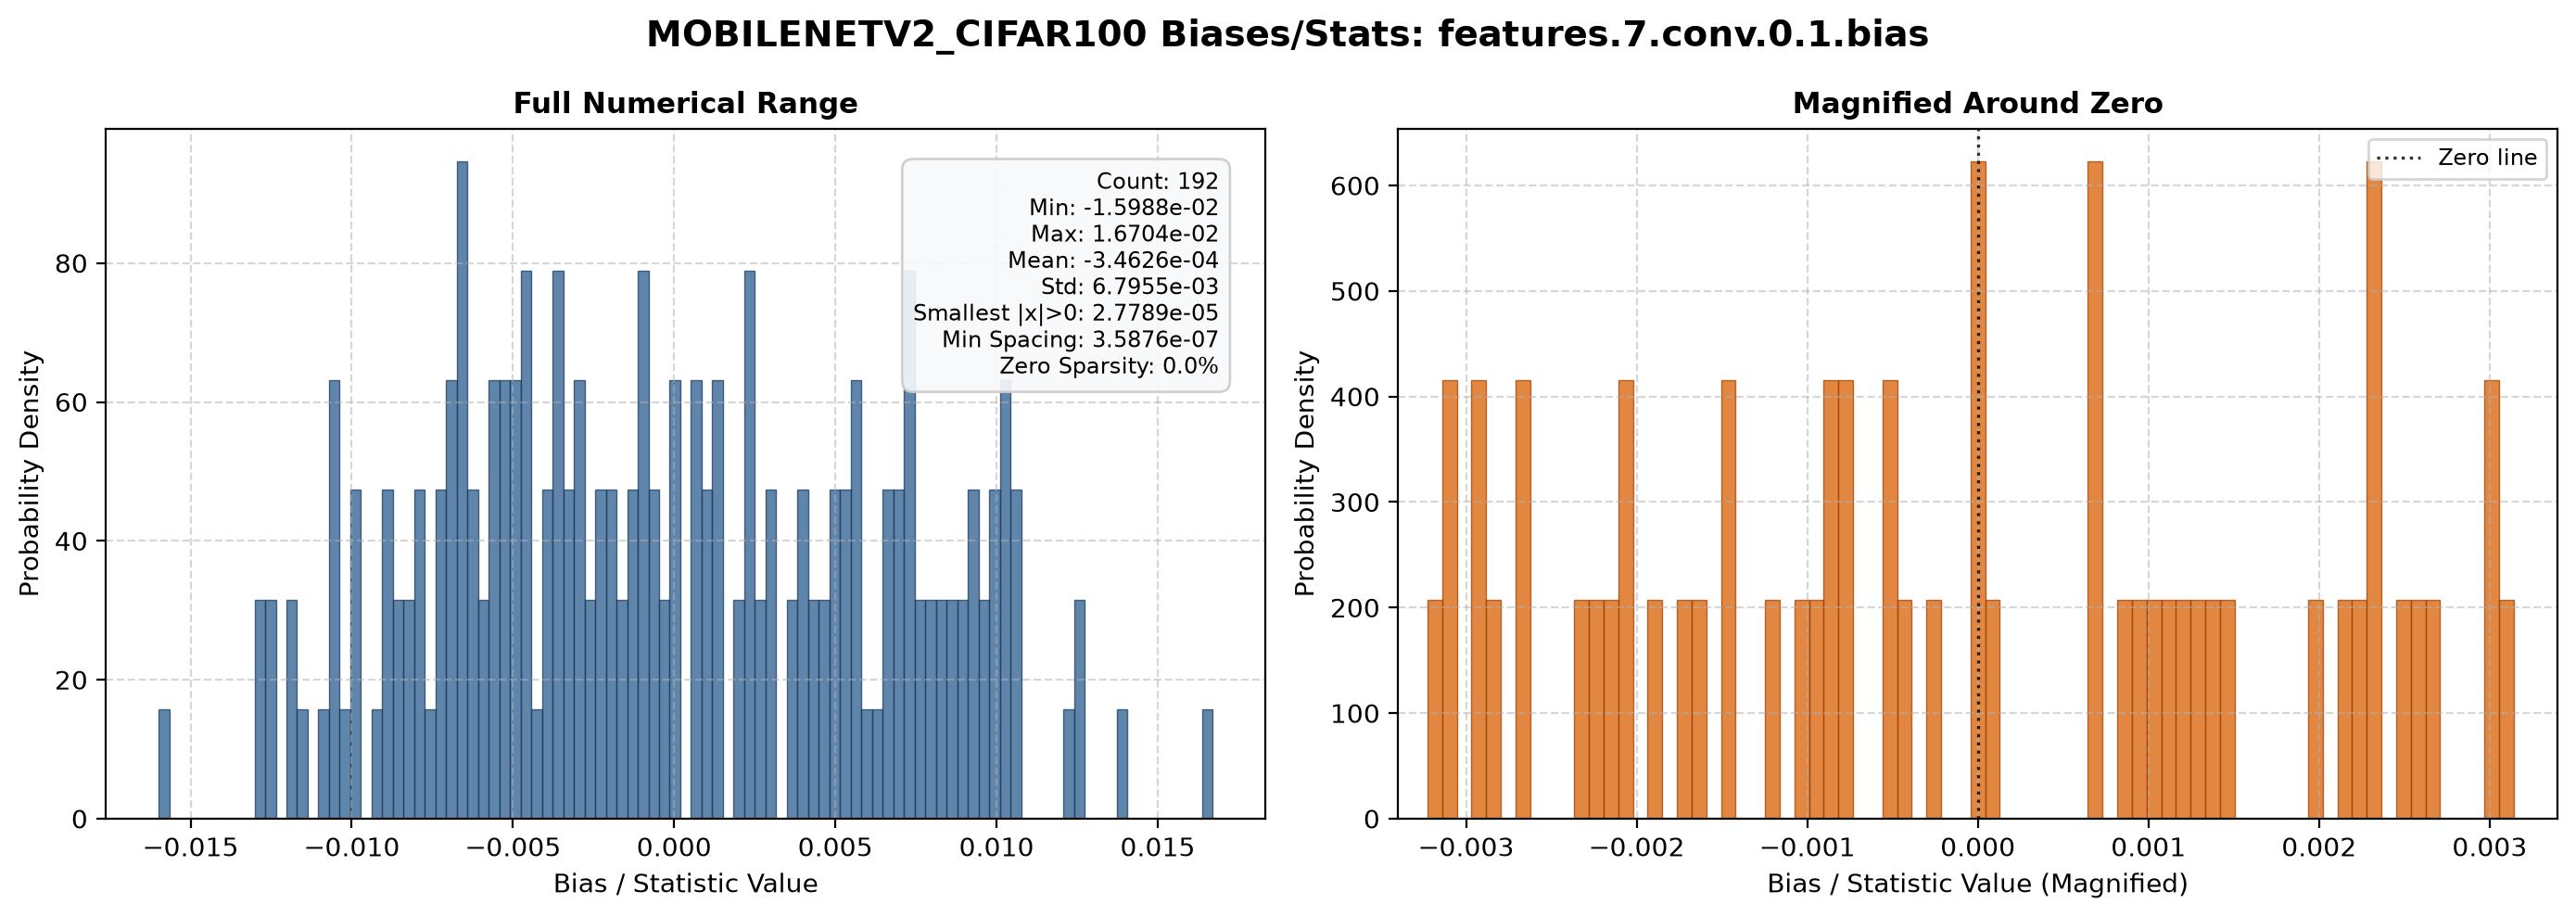 MOBILENETV2_CIFAR100 Biases/Stats: features.7.conv.0.1.bias
Full Numerical Range
Probability Density
80
60
40
20
0
Count: 192
Min: -1.5988e-02
Max: 1.6704e-02
Mean: -3.4626e-04
Std: 6.7955e-03
Smallest |x|>0: 2.7789e-05
Min Spacing: 3.5876e-07
Zero Sparsity: 0.0%
−0.015 −0.010 −0.005 0.000 0.005 0.010 0.015
Bias / Statistic Value
Magnified Around Zero
Probability Density
600
500
400
300
200
100
0
Zero line
−0.003 −0.002 −0.001 0.000 0.001 0.002 0.003
Bias / Statistic Value (Magnified)